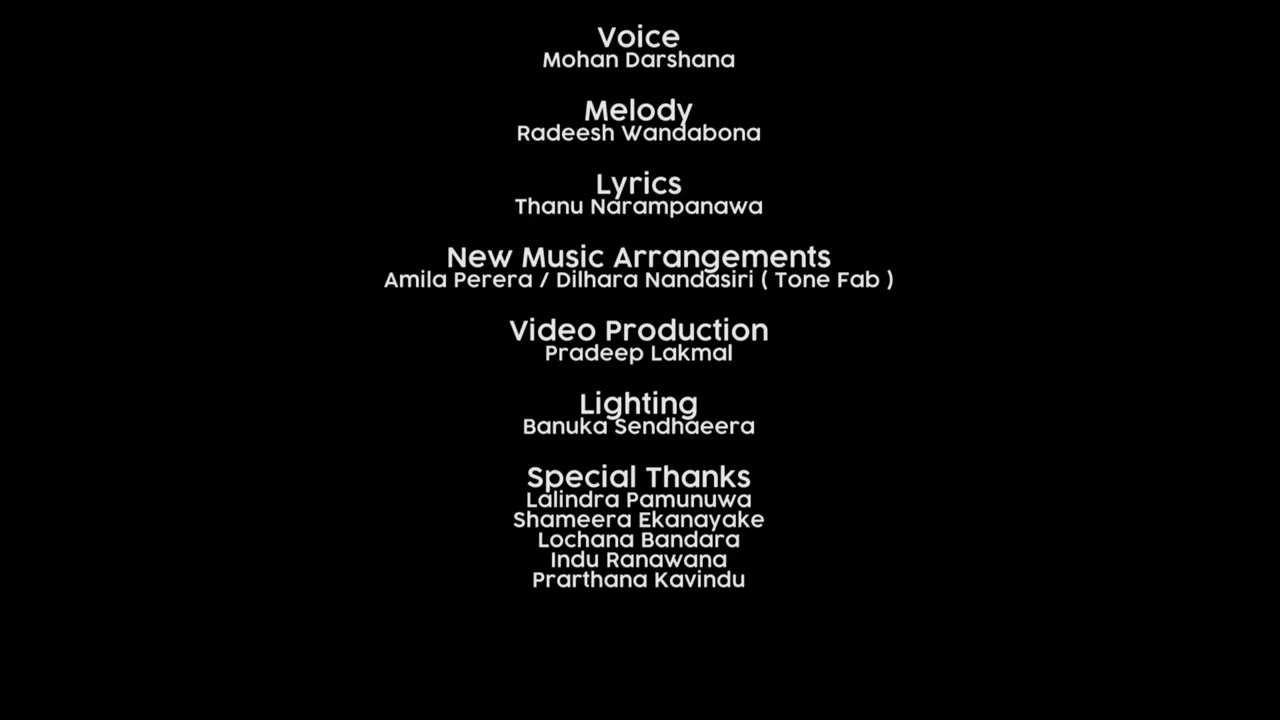 Voice
Mohan Darshana
Melody
Radeesh Wandabona
Lyrics
Thanu Narampanawa
New Music Arrangements
Amila Perera / Dilhara Nandasiri ( Tone Fab )
Video Production
Pradeep Lakmal
Lighting
Banuka Sendhaeera
Special Thanks
Lalindra Pamunuwa
Shameera Ekanayake
Lochana Bandara
Indu Ranawana
Prarthana Kavindu